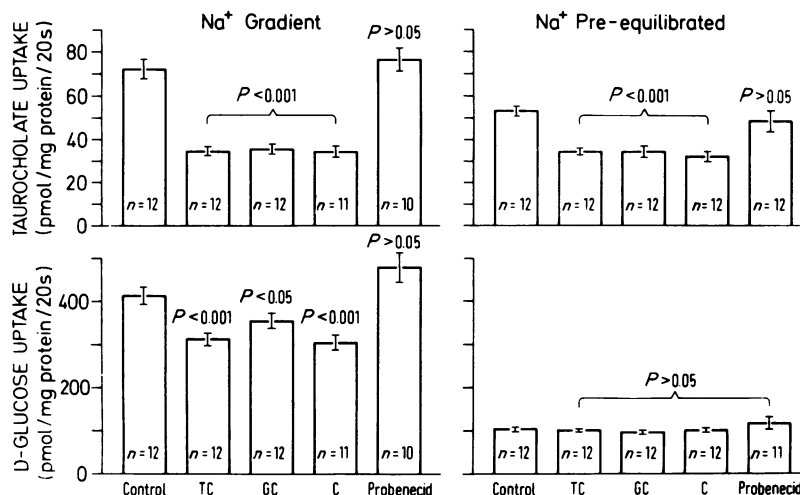 Na+ Gradient
Na+ Pre-equilibrated
TAUROCHOLATE UPTAKE
(pmol/mg protein/20s)
80
60
40
20
0
P<0.001
P>0.05
n=12
n=12
n=12
n=11
n=10
P<0.001
P>0.05
n=12
n=12
n=12
n=12
n=12
D-GLUCOSE UPTAKE
(pmol/mg protein/20s)
400
200
0
P<0.001
P<0.05
P<0.001
P>0.05
n=12
n=12
n=12
n=11
n=10
P>0.05
n=12
n=12
n=12
n=12
n=11
Control TC GC C Probenecid
Control TC GC C Probenecid